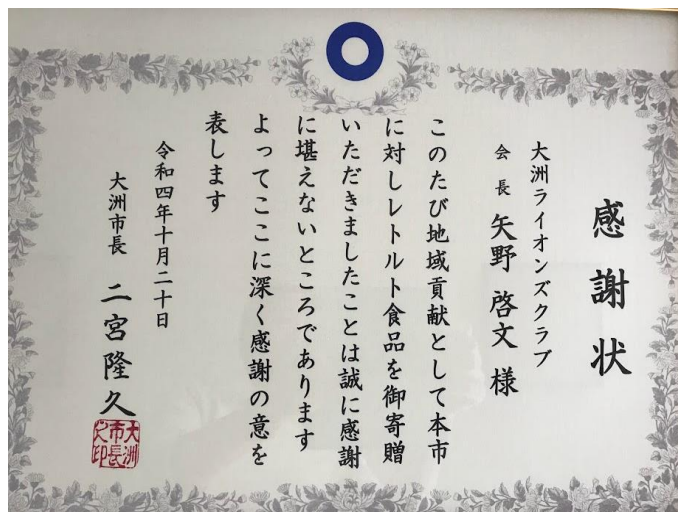 感謝状
大洲ライオンズクラブ
会長 矢野 啓文 様
このたび地域貢献として本市
に対しレトルト食品を御寄贈
いただきましたことは誠に感謝
に堪えないところであります
よってここに深く感謝の意を
表します
令和四年十月二十日
大洲市長 二宮隆久
大洲
市長
之印